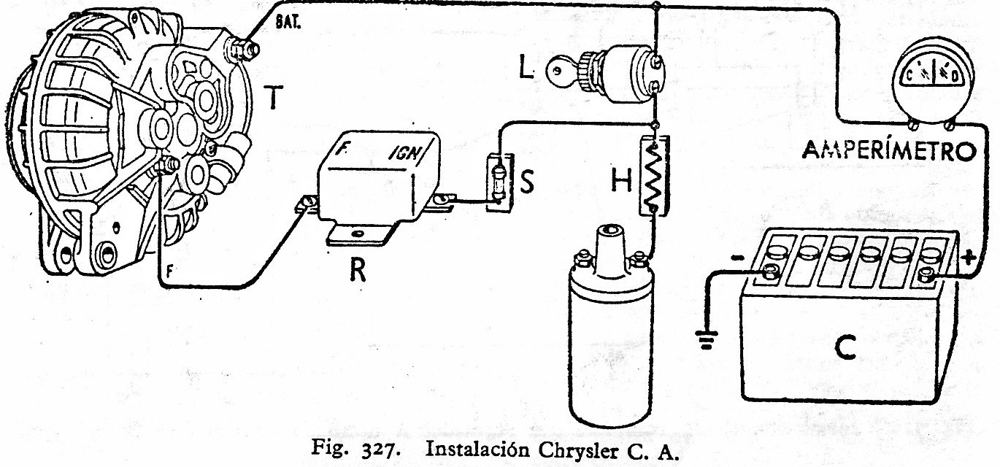 BAT.
T
L
C D
AMPERÍMETRO
F. IGN
S
H
R
F
- +
C
Fig. 327. Instalación Chrysler C. A.